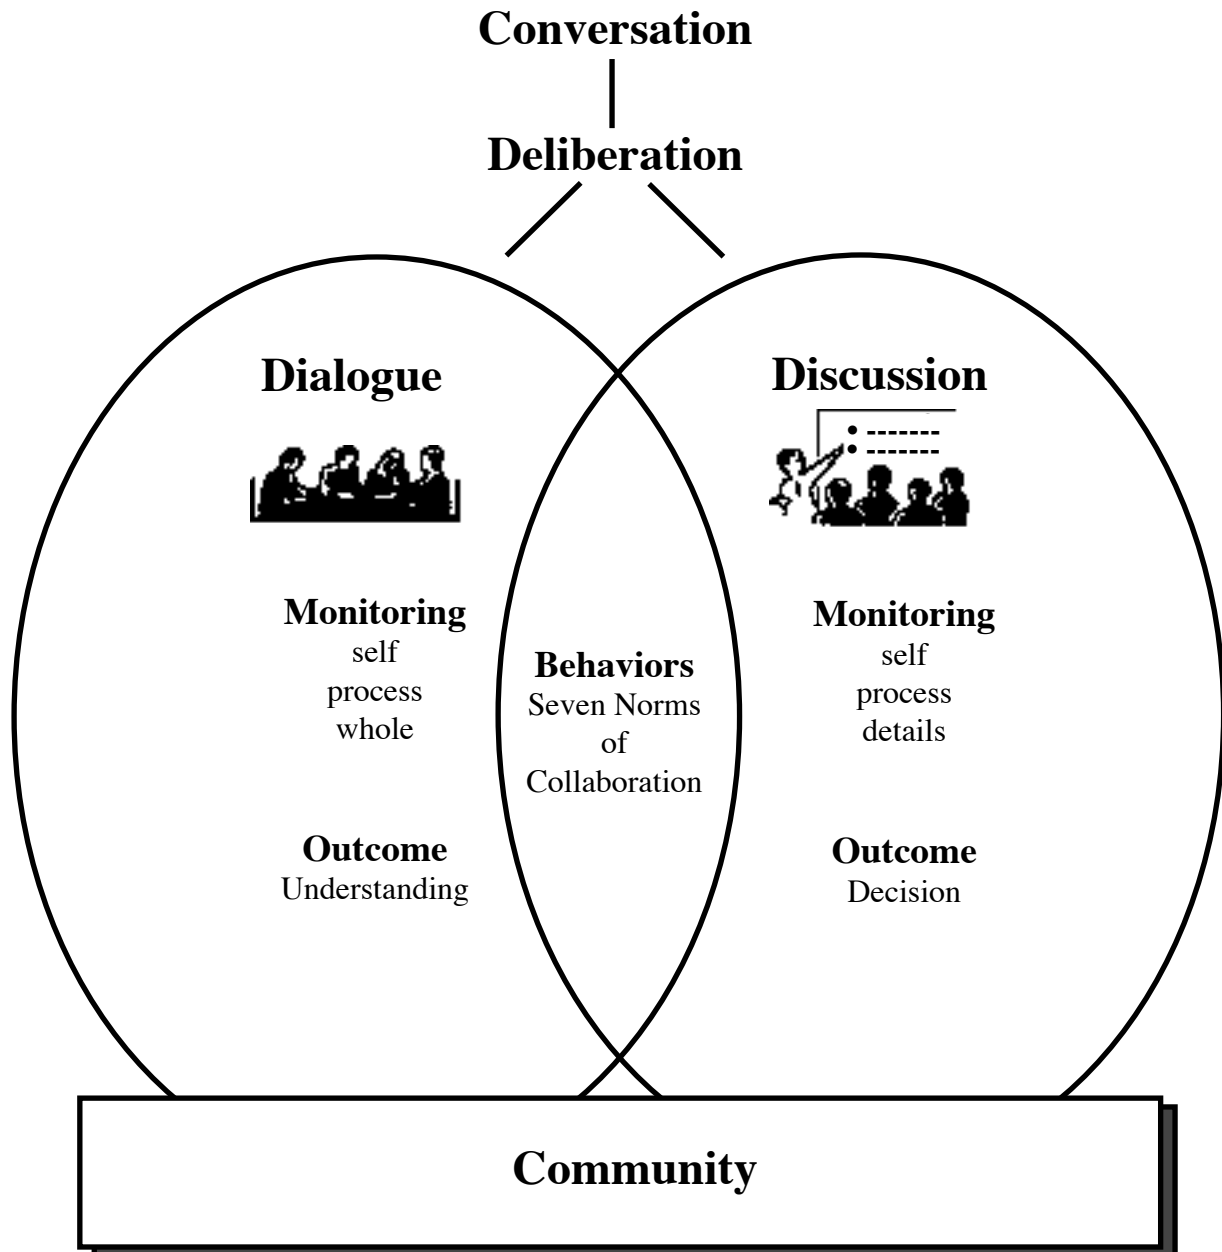 Conversation
Deliberation
Dialogue
Monitoring
self
process
whole
Outcome
Understanding
Behaviors
Seven Norms
of
Collaboration
Discussion
Monitoring
self
process
details
Outcome
Decision
Community